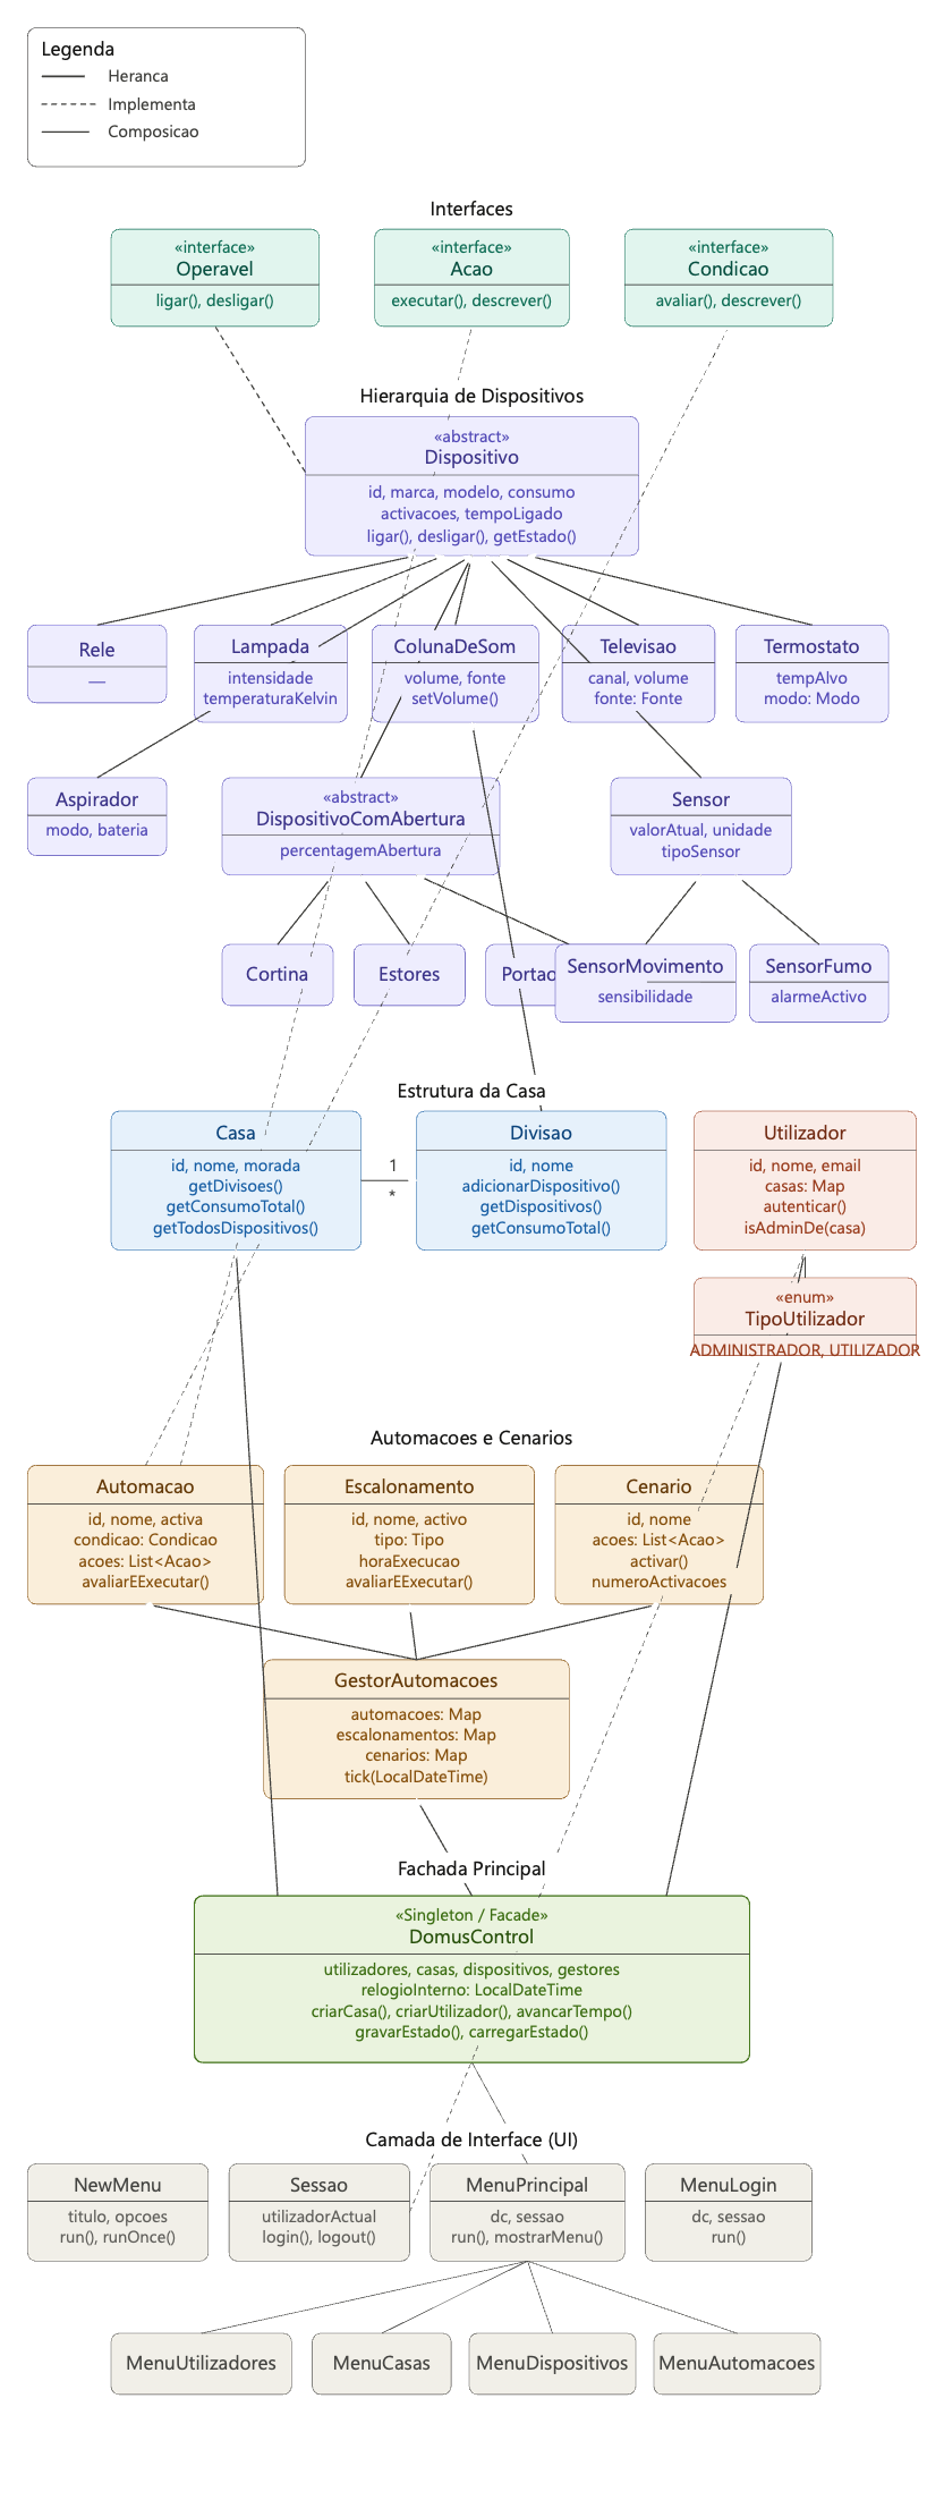 Legenda
Heranca
Implementa
Composicao
Interfaces
«interface»
Operavel
ligar(), desligar()
«interface»
Acao
executar(), descrever()
«interface»
Condicao
avaliar(), descrever()
Hierarquia de Dispositivos
«abstract»
Dispositivo
id, marca, modelo, consumo
activacoes, tempoLigado
ligar(), desligar(), getEstado()
Rele
—
Lampada
intensidade
temperaturaKelvin
ColunaDeSom
volume, fonte
setVolume()
Televisao
canal, volume
fonte: Fonte
Termostato
tempAlvo
modo: Modo
Aspirador
modo, bateria
«abstract»
DispositivoComAbertura
percentagemAbertura
Sensor
valorAtual, unidade
tipoSensor
Cortina
Estores
Portao
SensorMovimento
sensibilidade
SensorFumo
alarmeActivo
Estrutura da Casa
Casa
id, nome, morada
getDivisoes()
getConsumoTotal()
getTodosDispositivos()
1
*
Divisao
id, nome
adicionarDispositivo()
getDispositivos()
getConsumoTotal()
Utilizador
id, nome, email
casas: Map
autenticar()
isAdminDe(casa)
«enum»
TipoUtilizador
ADMINISTRADOR, UTILIZADOR
Automacoes e Cenarios
Automacao
id, nome, activa
condicao: Condicao
acoes: List<Acao>
avaliarEExecutar()
Escalonamento
id, nome, activo
tipo: Tipo
horaExecucao
avaliarEExecutar()
Cenario
id, nome
acoes: List<Acao>
activar()
numeroActivacoes
GestorAutomacoes
automacoes: Map
escalonamentos: Map
cenarios: Map
tick(LocalDateTime)
Fachada Principal
«Singleton / Facade»
DomusControl
utilizadores, casas, dispositivos, gestores
relogioInterno: LocalDateTime
criarCasa(), criarUtilizador(), avancarTempo()
gravarEstado(), carregarEstado()
Camada de Interface (UI)
NewMenu
titulo, opcoes
run(), runOnce()
Sessao
utilizadorActual
login(), logout()
MenuPrincipal
dc, sessao
run(), mostrarMenu()
MenuLogin
dc, sessao
run()
MenuUtilizadores
MenuCasas
MenuDispositivos
MenuAutomacoes